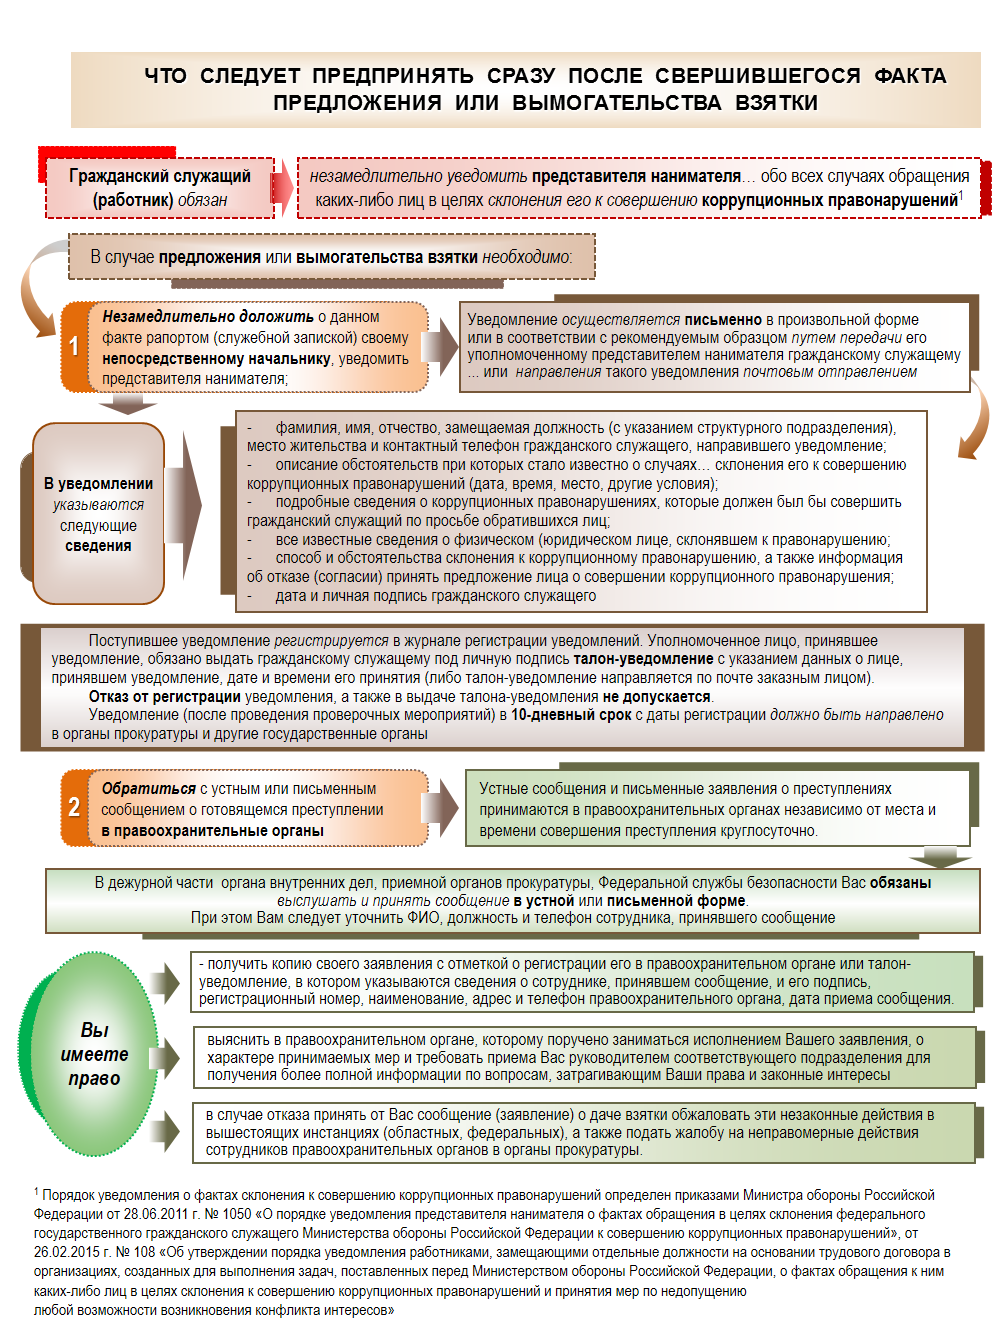 ЧТО СЛЕДУЕТ ПРЕДПРИНЯТЬ СРАЗУ ПОСЛЕ СВЕРШИВШЕГОСЯ ФАКТА
ПРЕДЛОЖЕНИЯ ИЛИ ВЫМОГАТЕЛЬСТВА ВЗЯТКИ
Гражданский служащий
(работник) обязан
незамедлительно уведомить представителя нанимателя… обо всех случаях обращения
каких-либо лиц в целях склонения его к совершению коррупционных правонарушений1
В случае предложения или вымогательства взятки необходимо:
1
Незамедлительно доложить о данном
факте рапортом (служебной запиской) своему
непосредственному начальнику, уведомить
представителя нанимателя;
Уведомление осуществляется письменно в произвольной форме
или в соответствии с рекомендуемым образцом путем передачи его
уполномоченному представителем нанимателя гражданскому служащему
... или направления такого уведомления почтовым отправлением
В уведомлении
указываются
следующие
сведения
- фамилия, имя, отчество, замещаемая должность (с указанием структурного подразделения),
место жительства и контактный телефон гражданского служащего, направившего уведомление;
- описание обстоятельств при которых стало известно о случаях… склонения его к совершению
коррупционных правонарушений (дата, время, место, другие условия);
- подробные сведения о коррупционных правонарушениях, которые должен был бы совершить
гражданский служащий по просьбе обратившихся лиц;
- все известные сведения о физическом (юридическом лице, склонявшем к правонарушению;
- способ и обстоятельства склонения к коррупционному правонарушению, а также информация
об отказе (согласии) принять предложение лица о совершении коррупционного правонарушения;
- дата и личная подпись гражданского служащего
Поступившее уведомление регистрируется в журнале регистрации уведомлений. Уполномоченное лицо, принявшее
уведомление, обязано выдать гражданскому служащему под личную подпись талон-уведомление с указанием данных о лице,
принявшем уведомление, дате и времени его принятия (либо талон-уведомление направляется по почте заказным лицом).
Отказ от регистрации уведомления, а также в выдаче талона-уведомления не допускается.
Уведомление (после проведения проверочных мероприятий) в 10-дневный срок с даты регистрации должно быть направлено
в органы прокуратуры и другие государственные органы
2
Обратиться с устным или письменным
сообщением о готовящемся преступлении
в правоохранительные органы
Устные сообщения и письменные заявления о преступлениях
принимаются в правоохранительных органах независимо от места и
времени совершения преступления круглосуточно.
В дежурной части органа внутренних дел, приемной органов прокуратуры, Федеральной службы безопасности Вас обязаны
выслушать и принять сообщение в устной или письменной форме.
При этом Вам следует уточнить ФИО, должность и телефон сотрудника, принявшего сообщение
Вы
имеете
право
- получить копию своего заявления с отметкой о регистрации его в правоохранительном органе или талон-
уведомление, в котором указываются сведения о сотруднике, принявшем сообщение, и его подпись,
регистрационный номер, наименование, адрес и телефон правоохранительного органа, дата приема сообщения.
выяснить в правоохранительном органе, которому поручено заниматься исполнением Вашего заявления, о
характере принимаемых мер и требовать приема Вас руководителем соответствующего подразделения для
получения более полной информации по вопросам, затрагивающим Ваши права и законные интересы
в случае отказа принять от Вас сообщение (заявление) о даче взятки обжаловать эти незаконные действия в
вышестоящих инстанциях (областных, федеральных), а также подать жалобу на неправомерные действия
сотрудников правоохранительных органов в органы прокуратуры.
1 Порядок уведомления о фактах склонения к совершению коррупционных правонарушений определен приказами Министра обороны Российской
Федерации от 28.06.2011 г. № 1050 «О порядке уведомления представителя нанимателя о фактах обращения в целях склонения федерального
государственного гражданского служащего Министерства обороны Российской Федерации к совершению коррупционных правонарушений», от
26.02.2015 г. № 108 «Об утверждении порядка уведомления работниками, замещающими отдельные должности на основании трудового договора в
организациях, созданных для выполнения задач, поставленных перед Министерством обороны Российской Федерации, о фактах обращения к ним
каких-либо лиц в целях склонения к совершению коррупционных правонарушений и принятия мер по недопущению
любой возможности возникновения конфликта интересов»